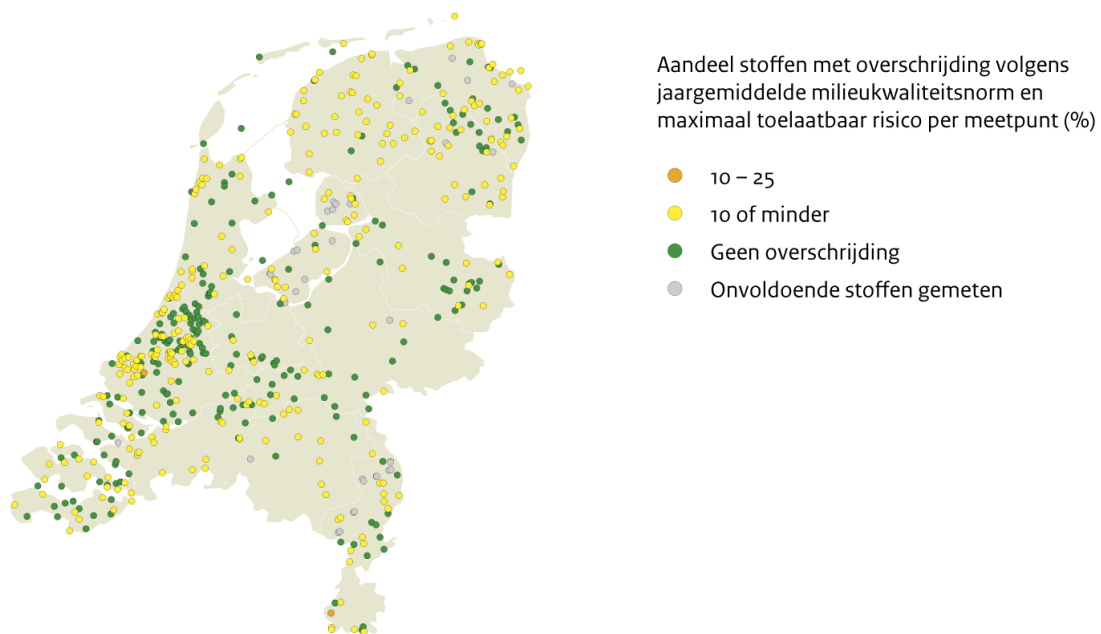 Aandeel stoffen met overschrijding volgens
jaargemiddelde milieukwaliteitsnorm en
maximaal toelaatbaar risico per meetpunt (%)
10 – 25
10 of minder
Geen overschrijding
Onvoldoende stoffen gemeten